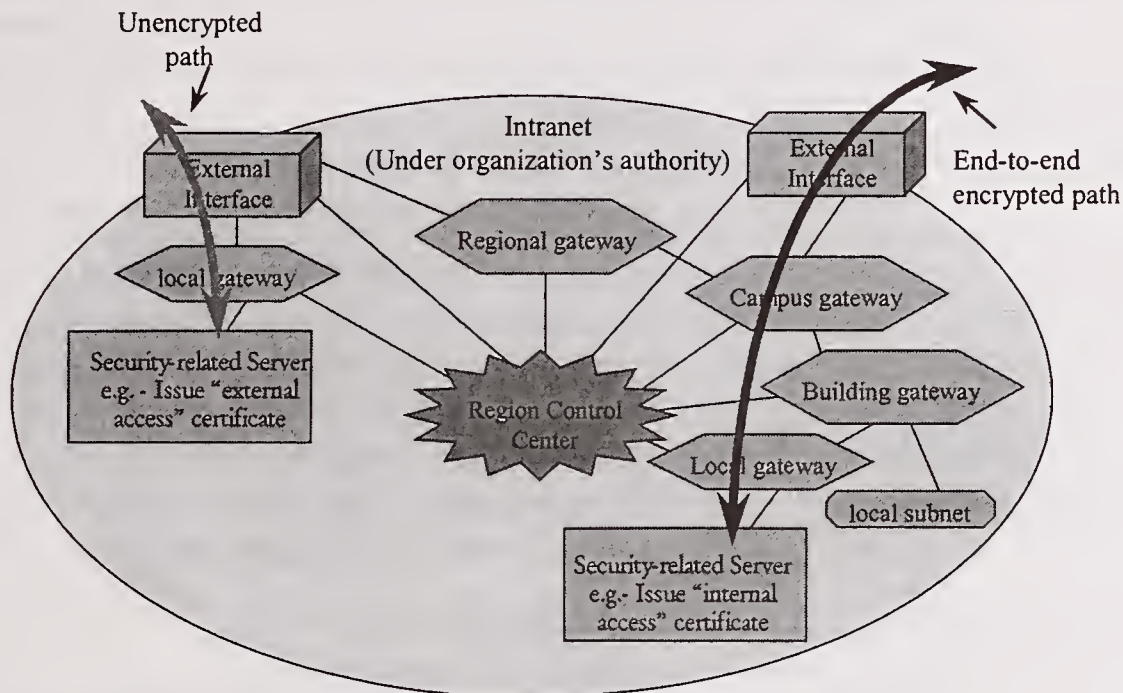 Unencrypted
path
Intranet
(Under organization's authority)
External
Interface
External
Interface
End-to-end
encrypted path
Regional gateway
local gateway
Campus gateway
Security-related Server
e.g.- Issue "external
access" certificate
Region Control
Center
Building gateway
Local gateway
local subnet
Security-related Server
e.g.- Issue "internal
access" certificate